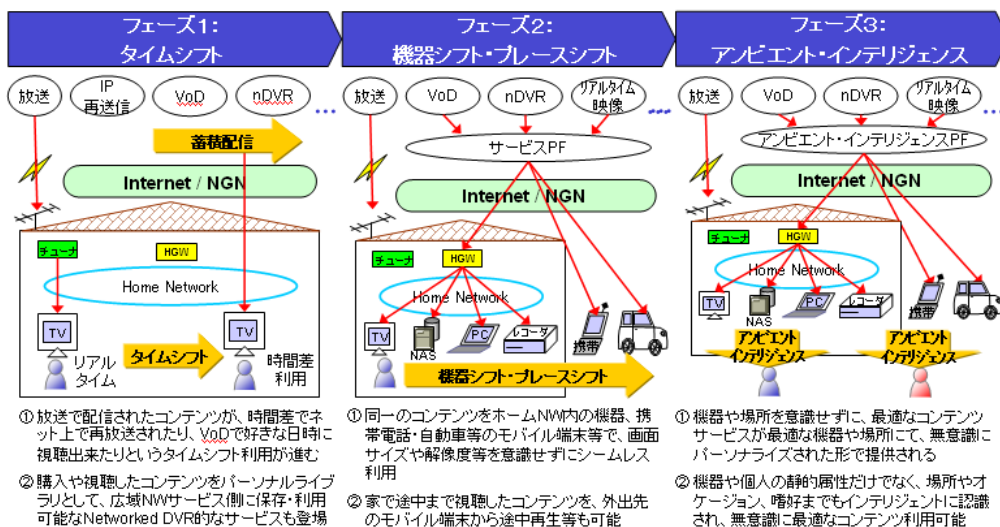 フェーズ1:
タイムシフト
放送
IP
再送信
VoD
nDVR
...
蓄積配信
Internet / NGN
チューナ
HGW
Home Network
TV
TV
リアル
タイム
タイムシフト
時間差
利用
① 放送で配信されたコンテンツが、時間差でネ
ット上で再放送されたり、VoDで好きな日時に
視聴出来たりというタイムシフト利用が進む
② 購入や視聴したコンテンツをパーソナルライブ
ラリとして、広域NWサービス側に保存・利用
可能なNetworked DVR的なサービスも登場
フェーズ2:
機器シフト・プレースシフト
放送
VoD
nDVR
リアルタイム
映像
...
サービスPF
Internet / NGN
チューナ
HGW
Home Network
TV
NAS
PC
レコーダ
携帯
機器シフト・プレースシフト
① 同一のコンテンツをホームNW内の機器、携
帯電話・自動車等のモバイル端末等で、画面
サイズや解像度等を意識せずにシームレス
利用
② 家で途中まで視聴したコンテンツを、外出先
のモバイル端末から途中再生等も可能
フェーズ3:
アンビエント・インテリジェンス
放送
VoD
nDVR
リアルタイム
映像
...
アンビエント・インテリジェンスPF
Internet / NGN
チューナ
HGW
Home Network
TV
NAS
PC
レコーダ
携帯
アンビエント
インテリジェンス
アンビエント
インテリジェンス
① 機器や場所を意識せずに、最適なコンテンツ
サービスが最適な機器や場所にて、無意識に
パーソナライズされた形で提供される
② 機器や個人の静的属性だけでなく、場所やオ
ケージョン、嗜好までもインテリジェントに認識
され、無意識に最適なコンテンツ利用可能